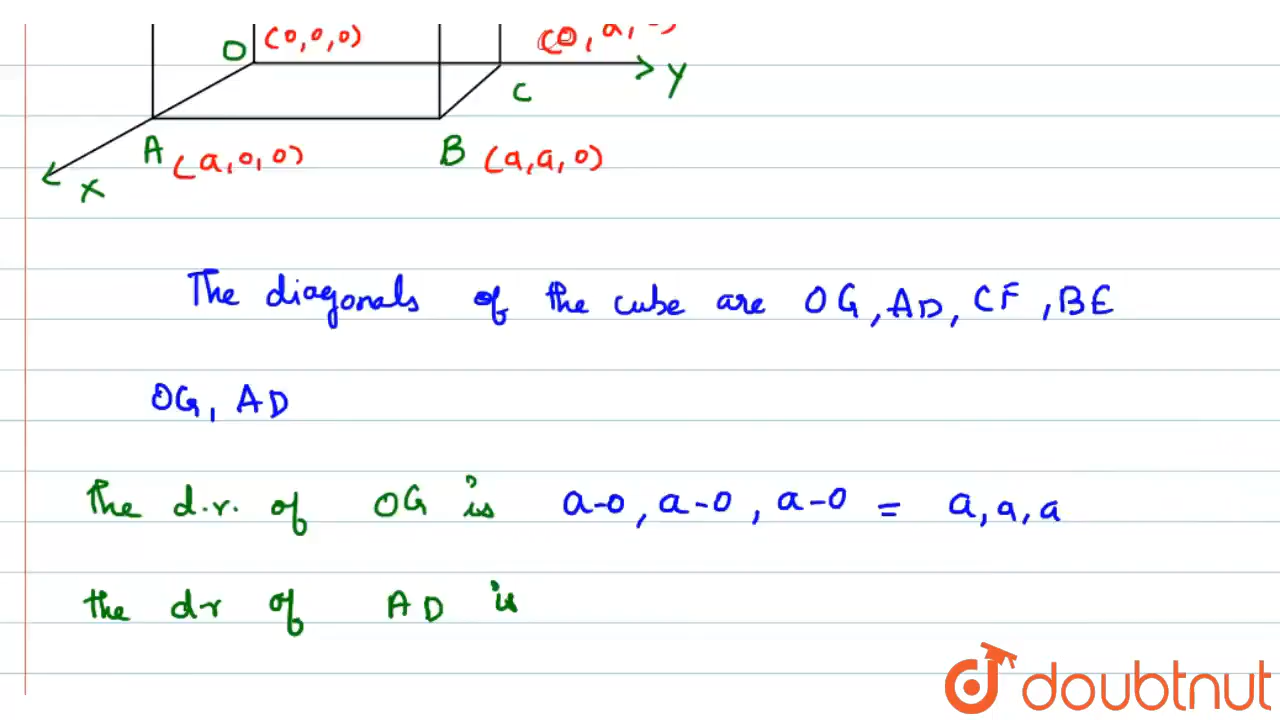 O (0,0,0)
C
Y
A (a,0,0)
B (a,a,0)
X
The diagonals of the cube are OG, AD, CF, BE
OG, AD
The d.r. of OG is a-0, a-0, a-0 = a, a, a
the dr of AD is
doubtnut